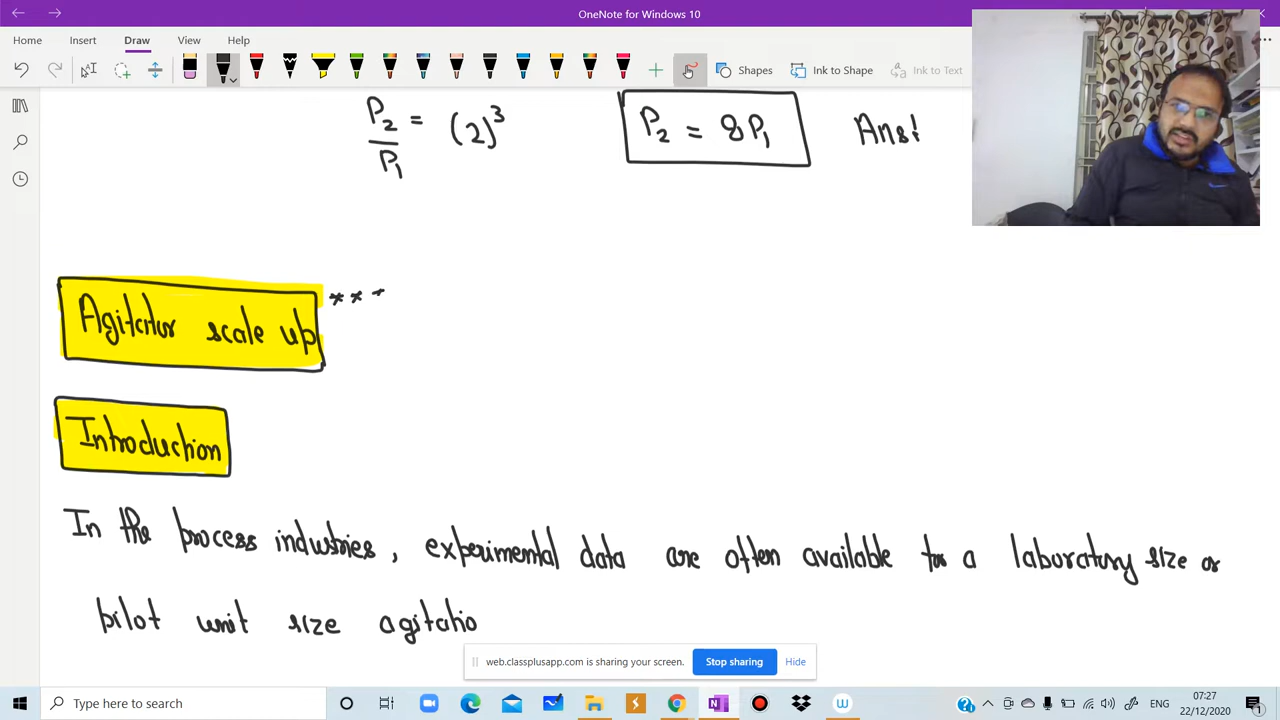 OneNote for Windows 10
Home Insert Draw View Help
Shapes Ink to Shape Ink to Text
P2/P1 = (2)^3 P2 = 8P1 Ans!
Agitator scale up ***
Introduction
In the process industries, experimental data are often available for a laboratory size or
pilot unit size agitatio
web.classplusapp.com is sharing your screen. Stop sharing Hide
Type here to search
ENG
07:27
22/12/2020
1